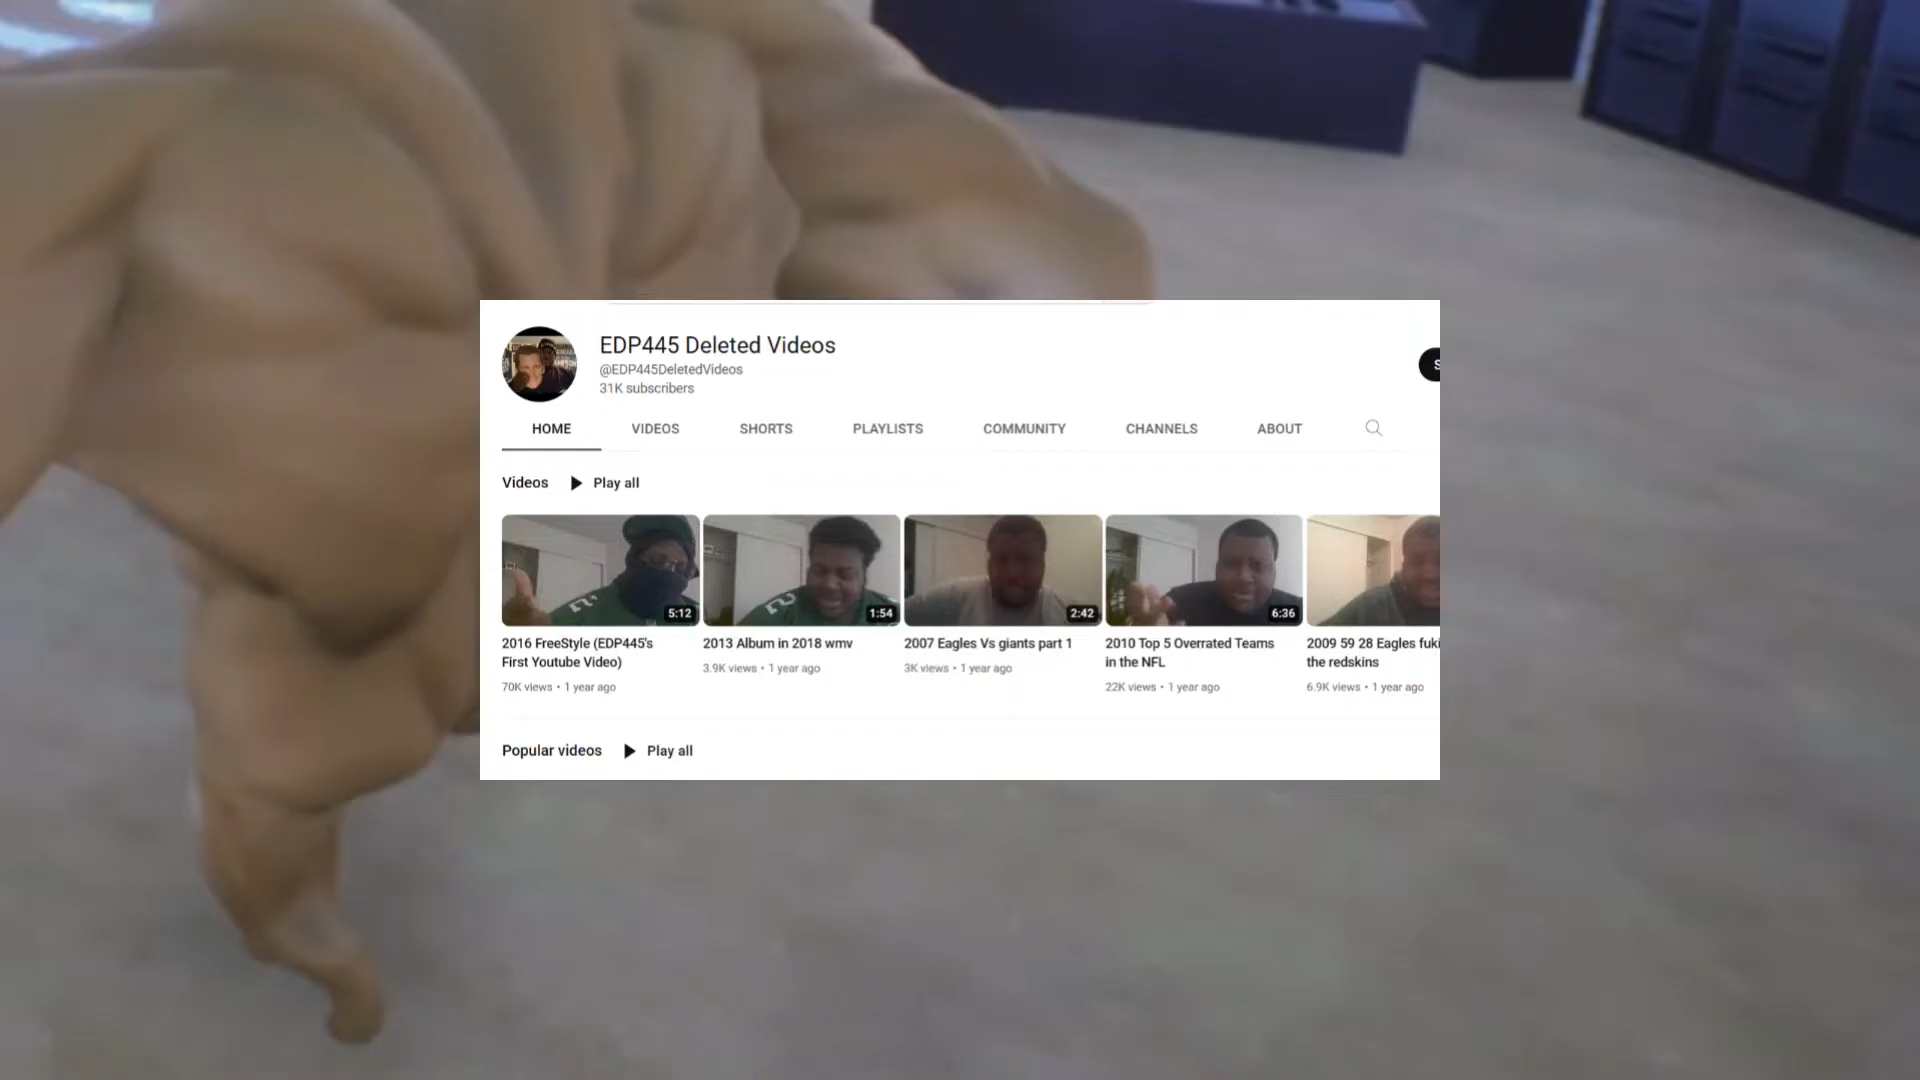 EDP445 Deleted Videos
@EDP445DeletedVideos
31K subscribers
S
HOME VIDEOS SHORTS PLAYLISTS COMMUNITY CHANNELS ABOUT
Videos Play all
5:12 1:54 2:42 6:36
2016 FreeStyle (EDP445's
First Youtube Video)
70K views • 1 year ago
2013 Album in 2018 wmv
3.9K views • 1 year ago
2007 Eagles Vs giants part 1
3K views • 1 year ago
2010 Top 5 Overrated Teams
in the NFL
22K views • 1 year ago
2009 59 28 Eagles fuki
the redskins
6.9K views • 1 year ago
Popular videos Play all